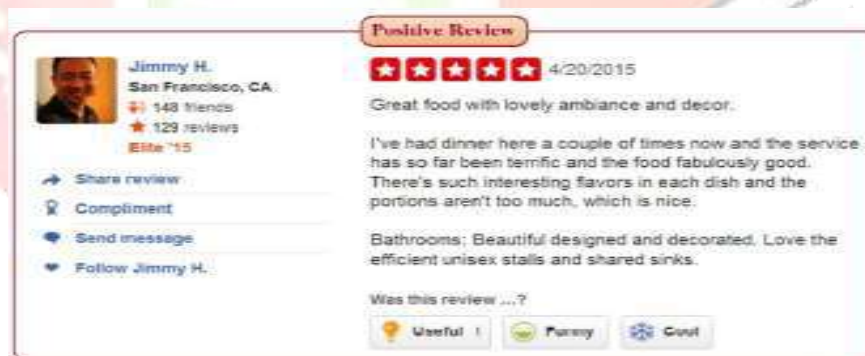 Positive Review
Jimmy H.
San Francisco, CA
148 friends
129 reviews
Elite '15
Share review
Compliment
Send message
Follow Jimmy H.
4/20/2015
Great food with lovely ambiance and decor.
I've had dinner here a couple of times now and the service
has so far been terrific and the food fabulously good.
There's such interesting flavors in each dish and the
portions aren't too much, which is nice.
Bathrooms: Beautiful designed and decorated. Love the
efficient unisex stalls and shared sinks.
Was this review ...?
Useful 1
Funny
Cool